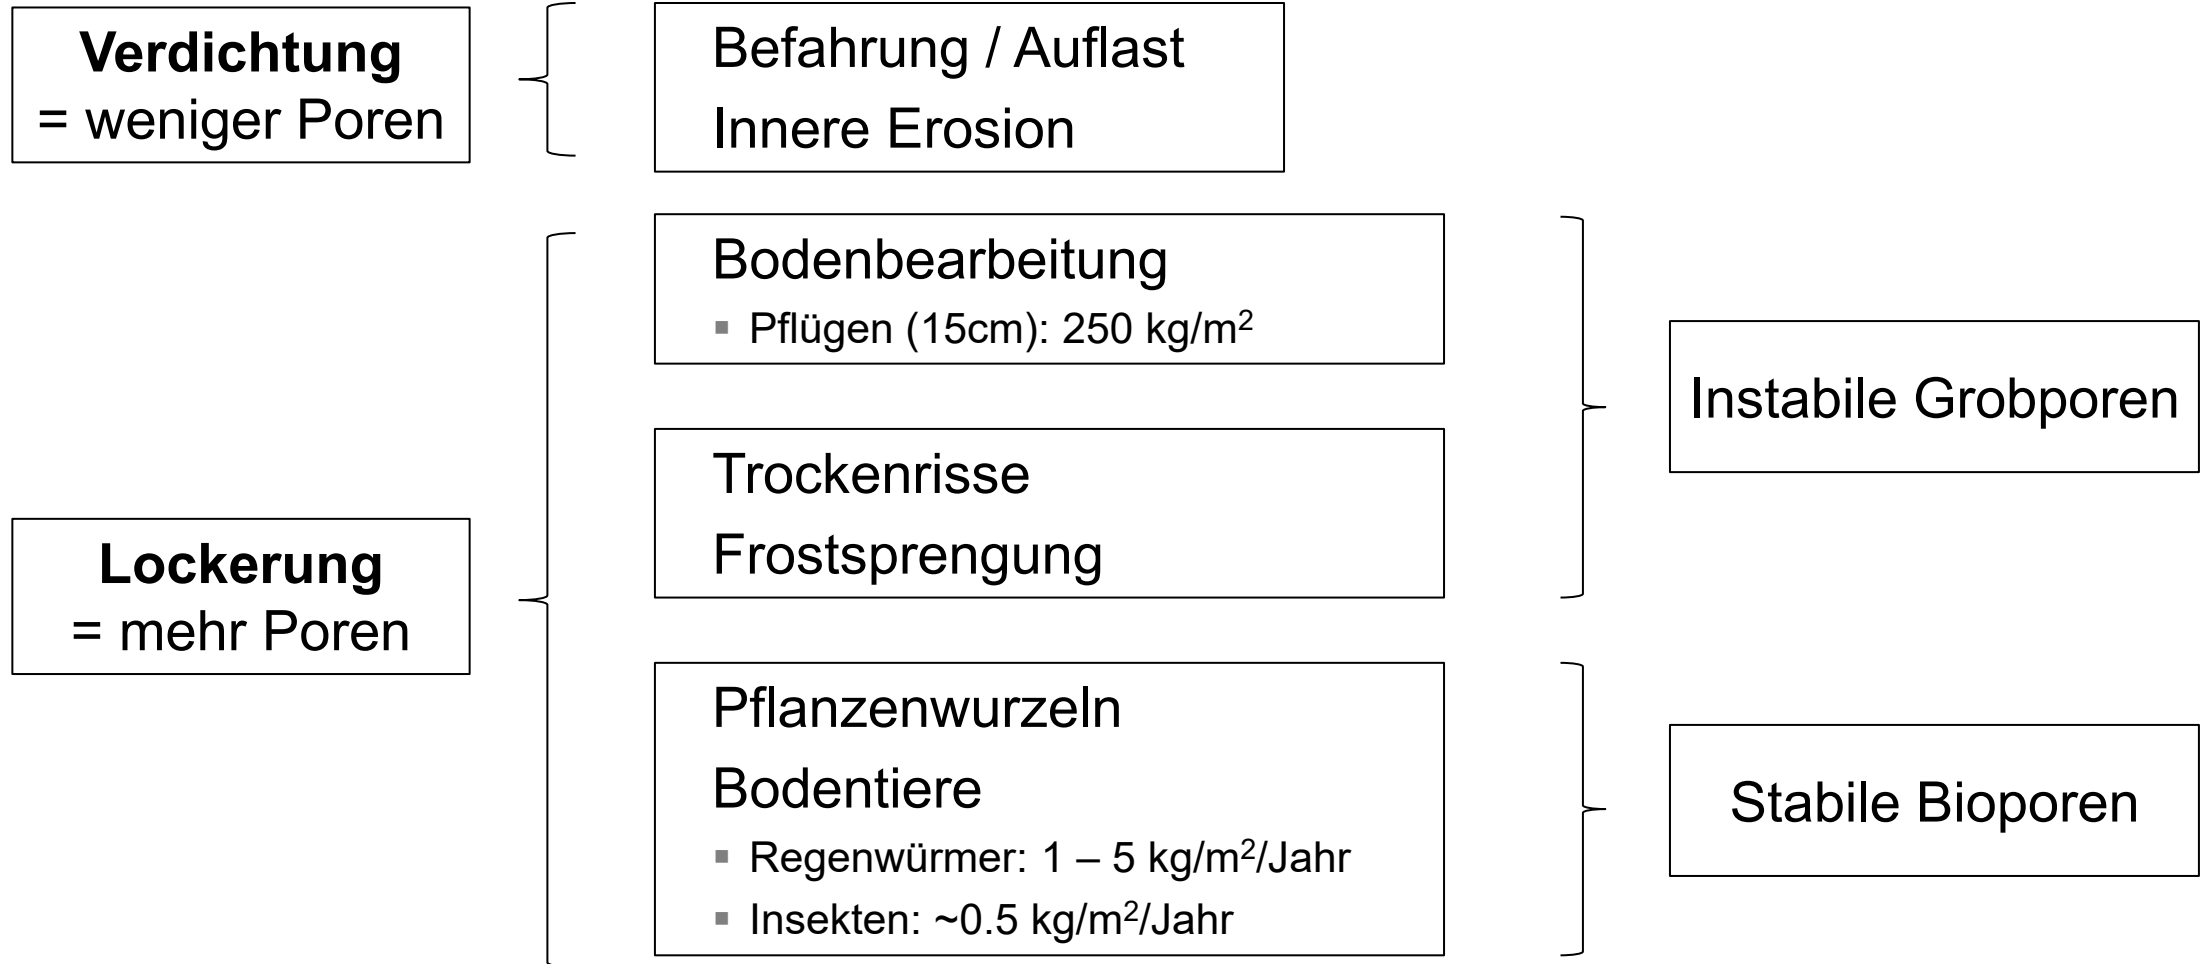 Verdichtung
= weniger Poren
Befahrung / Auflast
Innere Erosion
Bodenbearbeitung
▪ Pflügen (15cm): 250 kg/m²
Trockenrisse
Frostsprengung
Instabile Grobporen
Lockerung
= mehr Poren
Pflanzenwurzeln
Bodentiere
▪ Regenwürmer: 1 – 5 kg/m²/Jahr
▪ Insekten: ~0.5 kg/m²/Jahr
Stabile Bioporen